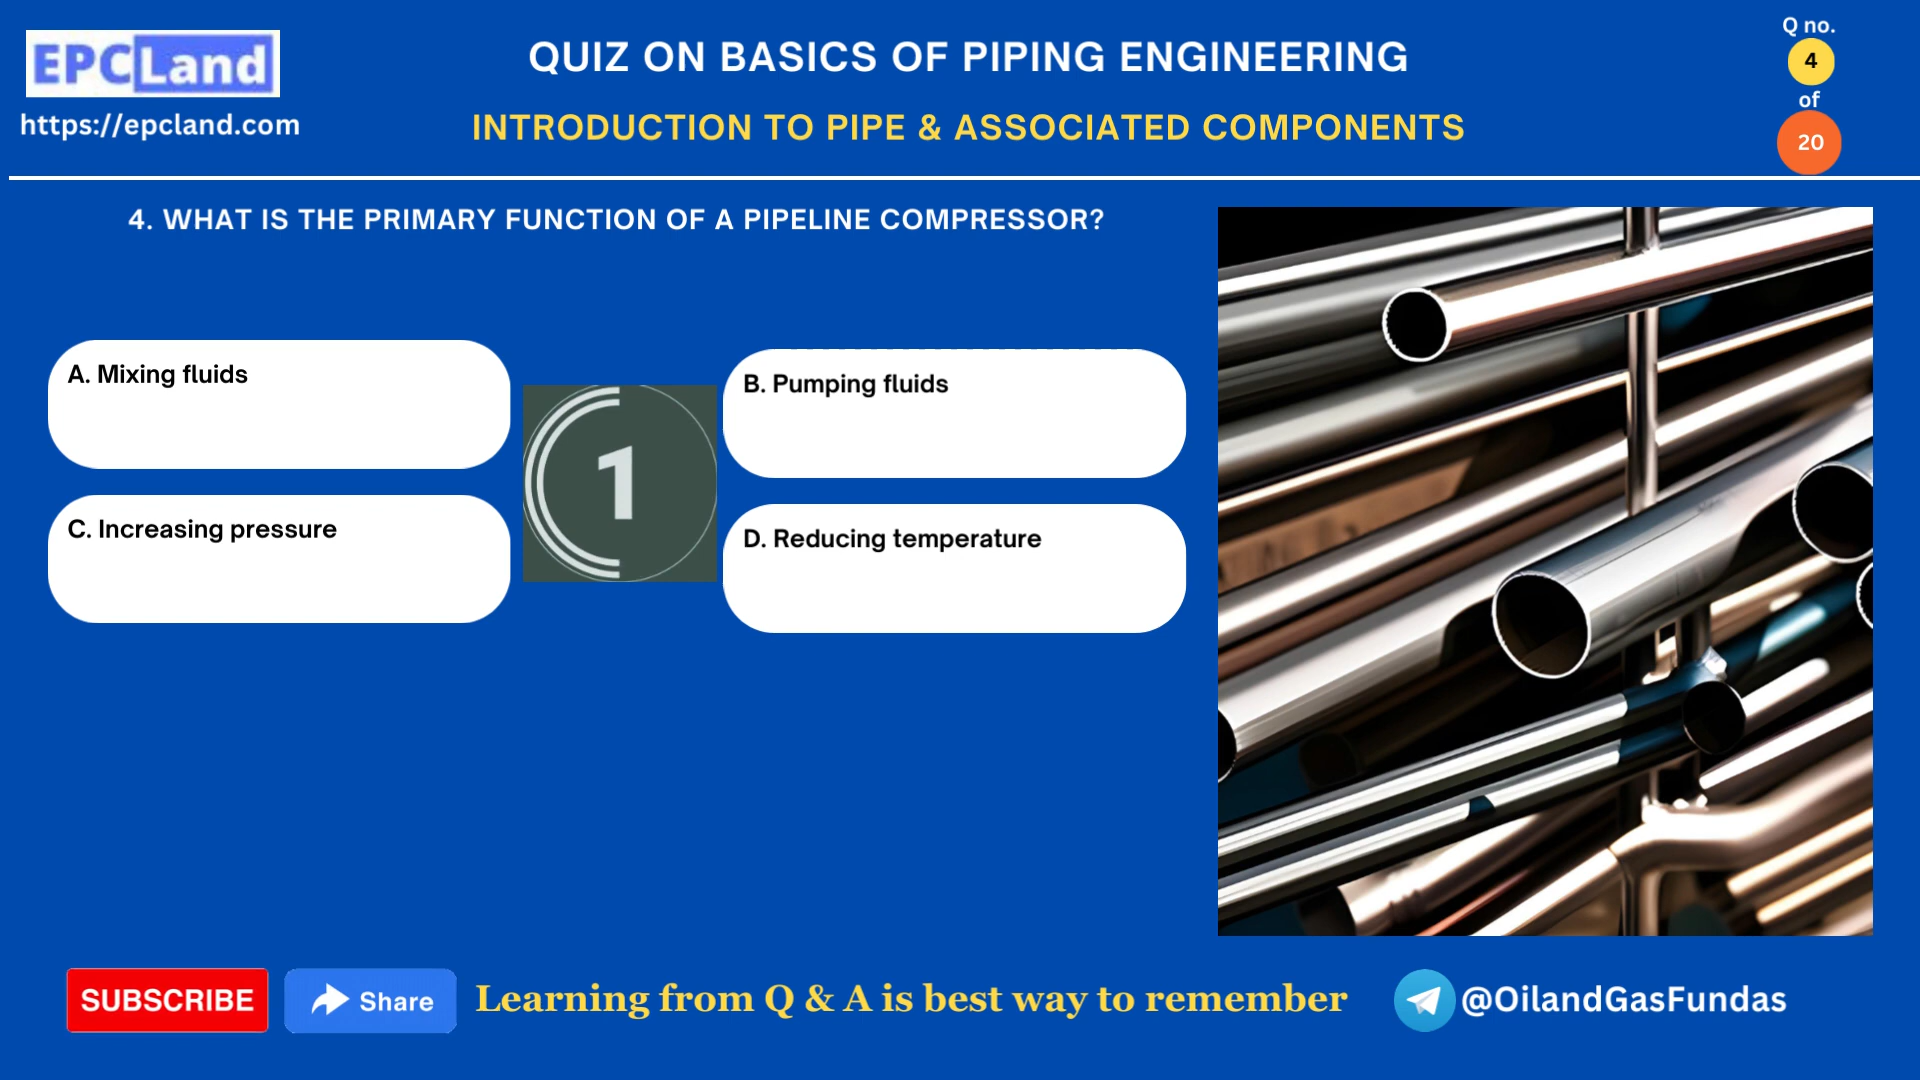 EPCLand
https://epcland.com
QUIZ ON BASICS OF PIPING ENGINEERING
INTRODUCTION TO PIPE & ASSOCIATED COMPONENTS
Q no.
4
of
20
4. WHAT IS THE PRIMARY FUNCTION OF A PIPELINE COMPRESSOR?
A. Mixing fluids
B. Pumping fluids
1
C. Increasing pressure
D. Reducing temperature
SUBSCRIBE
Share
Learning from Q & A is best way to remember
@OilandGasFundas